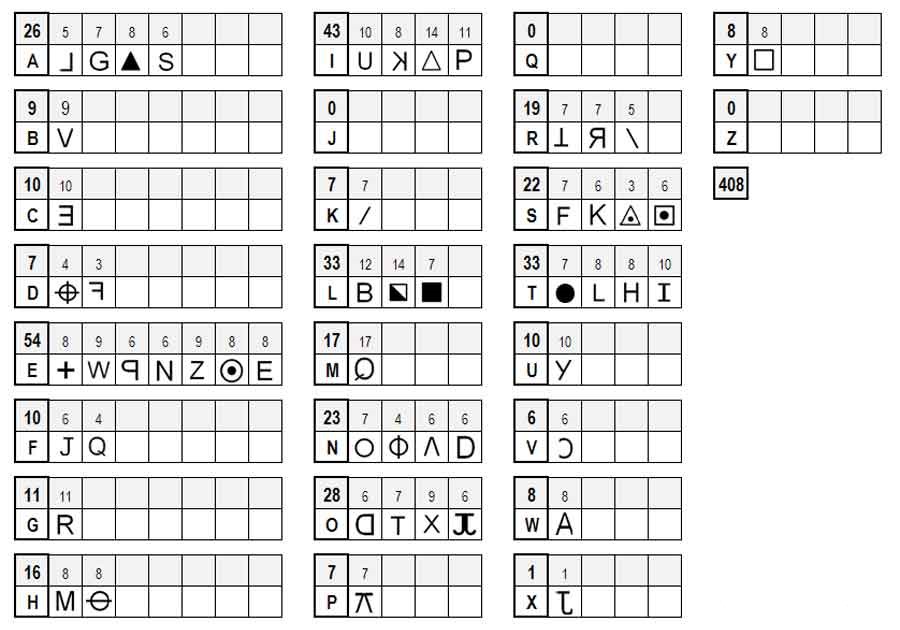 26 5 7 8 6 43 10 8 14 11 0 8 8
A ⅃ G ▲ S I U ꓘ △ P Q Y □
9 9 0 0
B V J Z
10 10 7 7 19 7 7 5 408
C Ǝ K / R ⊥ Я \
7 4 3 33 12 14 7 22 7 6 3 6
D ⌖ ꟻ L B ◪ ■ S F K ◬ ▣
54 8 9 6 6 9 8 8 17 17 33 7 8 8 10
E + W ꟼ N Z ⊙ E M Ϙ T ● L H I
10 6 4 23 7 4 6 6 10 10
F J Q N ○ Φ Λ D U y
11 11 28 6 7 9 6 6 6
G R O ᗡ T X V Ɔ
16 8 8 7 7 8 8
H M ⊖ P ⊼ W A
1 1
X Ʈ